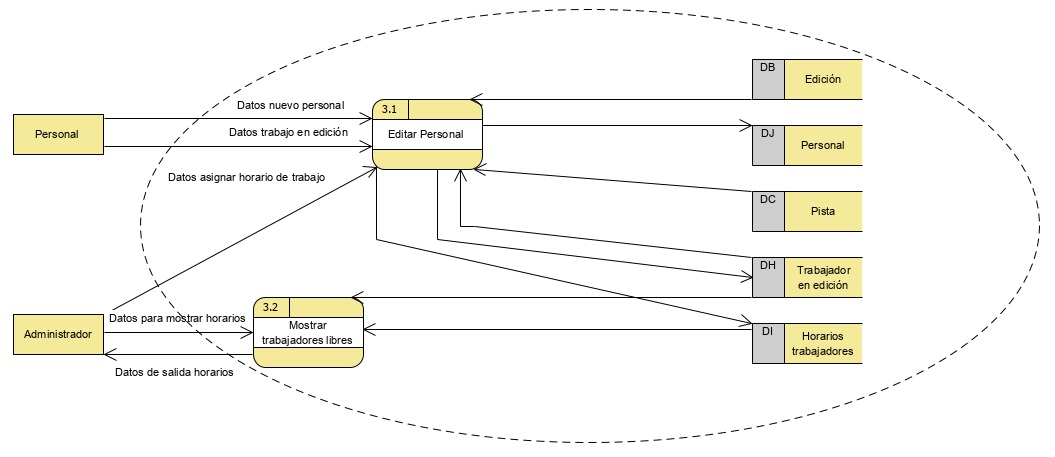 DB
Edición
Datos nuevo personal
3.1
Personal
Datos trabajo en edición
Editar Personal
DJ
Personal
Datos asignar horario de trabajo
DC
Pista
DH
Trabajador
en edición
3.2
Datos para mostrar horarios
Administrador
Mostrar
trabajadores libres
DI
Horarios
trabajadores
Datos de salida horarios